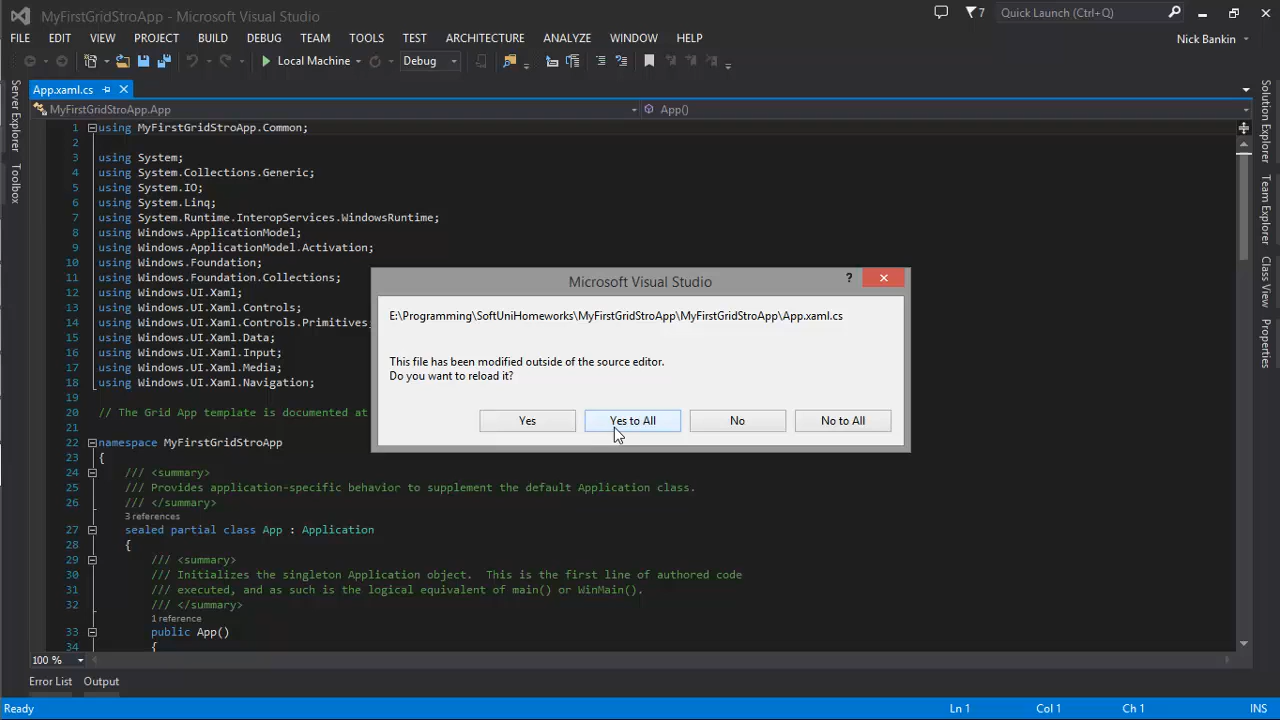 MyFirstGridStroApp - Microsoft Visual Studio
7
Quick Launch (Ctrl+Q)
FILE EDIT VIEW PROJECT BUILD DEBUG TEAM TOOLS TEST ARCHITECTURE ANALYZE WINDOW HELP
Nick Bankin
Local Machine
Debug
App.xaml.cs
MyFirstGridStroApp.App
App()
Server Explorer
Toolbox
Solution Explorer
Team Explorer
Class View
Properties
1 using MyFirstGridStroApp.Common;
2
3 using System;
4 using System.Collections.Generic;
5 using System.IO;
6 using System.Linq;
7 using System.Runtime.InteropServices.WindowsRuntime;
8 using Windows.ApplicationModel;
9 using Windows.ApplicationModel.Activation;
10 using Windows.Foundation;
11 using Windows.Foundation.Collections;
12 using Windows.UI.Xaml;
13 using Windows.UI.Xaml.Controls;
14 using Windows.UI.Xaml.Controls.Primitives;
15 using Windows.UI.Xaml.Data;
16 using Windows.UI.Xaml.Input;
17 using Windows.UI.Xaml.Media;
18 using Windows.UI.Xaml.Navigation;
19
20 // The Grid App template is documented at
21
22 namespace MyFirstGridStroApp
23 {
24 /// <summary>
25 /// Provides application-specific behavior to supplement the default Application class.
26 /// </summary>
3 references
27 sealed partial class App : Application
28 {
29 /// <summary>
30 /// Initializes the singleton Application object.  This is the first line of authored code
31 /// executed, and as such is the logical equivalent of main() or WinMain().
32 /// </summary>
1 reference
33 public App()
34 {
Microsoft Visual Studio
?
E:\Programming\SoftUniHomeworks\MyFirstGridStroApp\MyFirstGridStroApp\App.xaml.cs
This file has been modified outside of the source editor.
Do you want to reload it?
Yes
Yes to All
No
No to All
100 %
Error List
Output
Ready
Ln 1
Col 1
Ch 1
INS